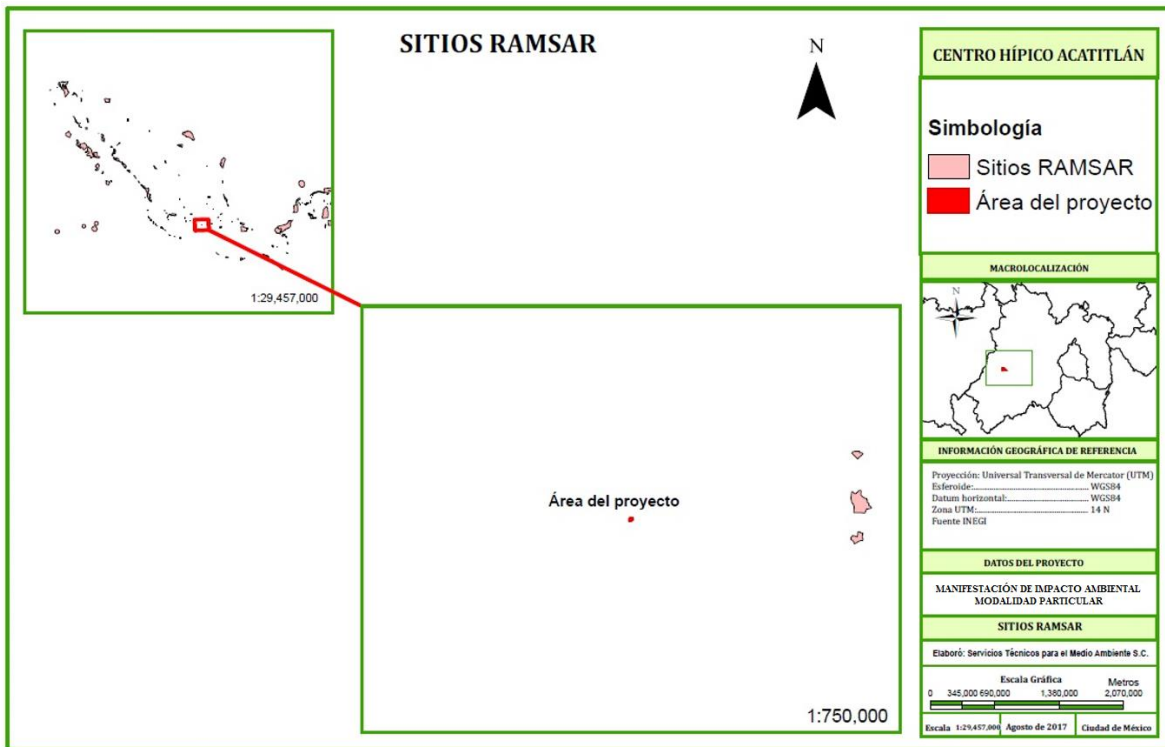 SITIOS RAMSAR
N
1:29,457,000
Área del proyecto
1:750,000
CENTRO HÍPICO ACATITLÁN
Simbología
Sitios RAMSAR
Área del proyecto
MACROLOCALIZACIÓN
N
INFORMACIÓN GEOGRÁFICA DE REFERENCIA
Proyección: Universal Transversal de Mercator (UTM)
Esferoide:.......................................... WGS84
Datum horizontal:.............................. WGS84
Zona UTM:........................................ 14 N
Fuente INEGI
DATOS DEL PROYECTO
MANIFESTACIÓN DE IMPACTO AMBIENTAL
MODALIDAD PARTICULAR
SITIOS RAMSAR
Elaboró: Servicios Técnicos para el Medio Ambiente S.C.
Escala Gráfica Metros
0 345,000 690,000 1,380,000 2,070,000
Escala 1:29,457,000 Agosto de 2017 Ciudad de México